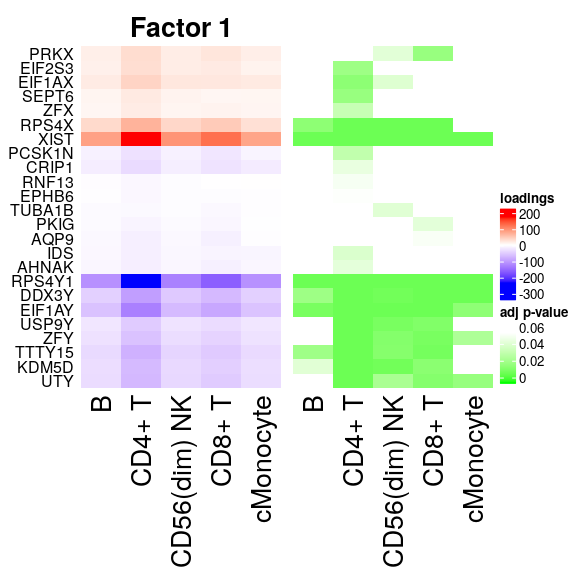 Factor 1
PRKX
EIF2S3
EIF1AX
SEPT6
ZFX
RPS4X
XIST
PCSK1N
CRIP1
RNF13
EPHB6
TUBA1B
PKIG
AQP9
IDS
AHNAK
RPS4Y1
DDX3Y
EIF1AY
USP9Y
ZFY
TTTY15
KDM5D
UTY
B
CD4+ T
CD56(dim) NK
CD8+ T
cMonocyte
B
CD4+ T
CD56(dim) NK
CD8+ T
cMonocyte
loadings
200
100
0
-100
-200
-300
adj p-value
0.06
0.04
0.02
0